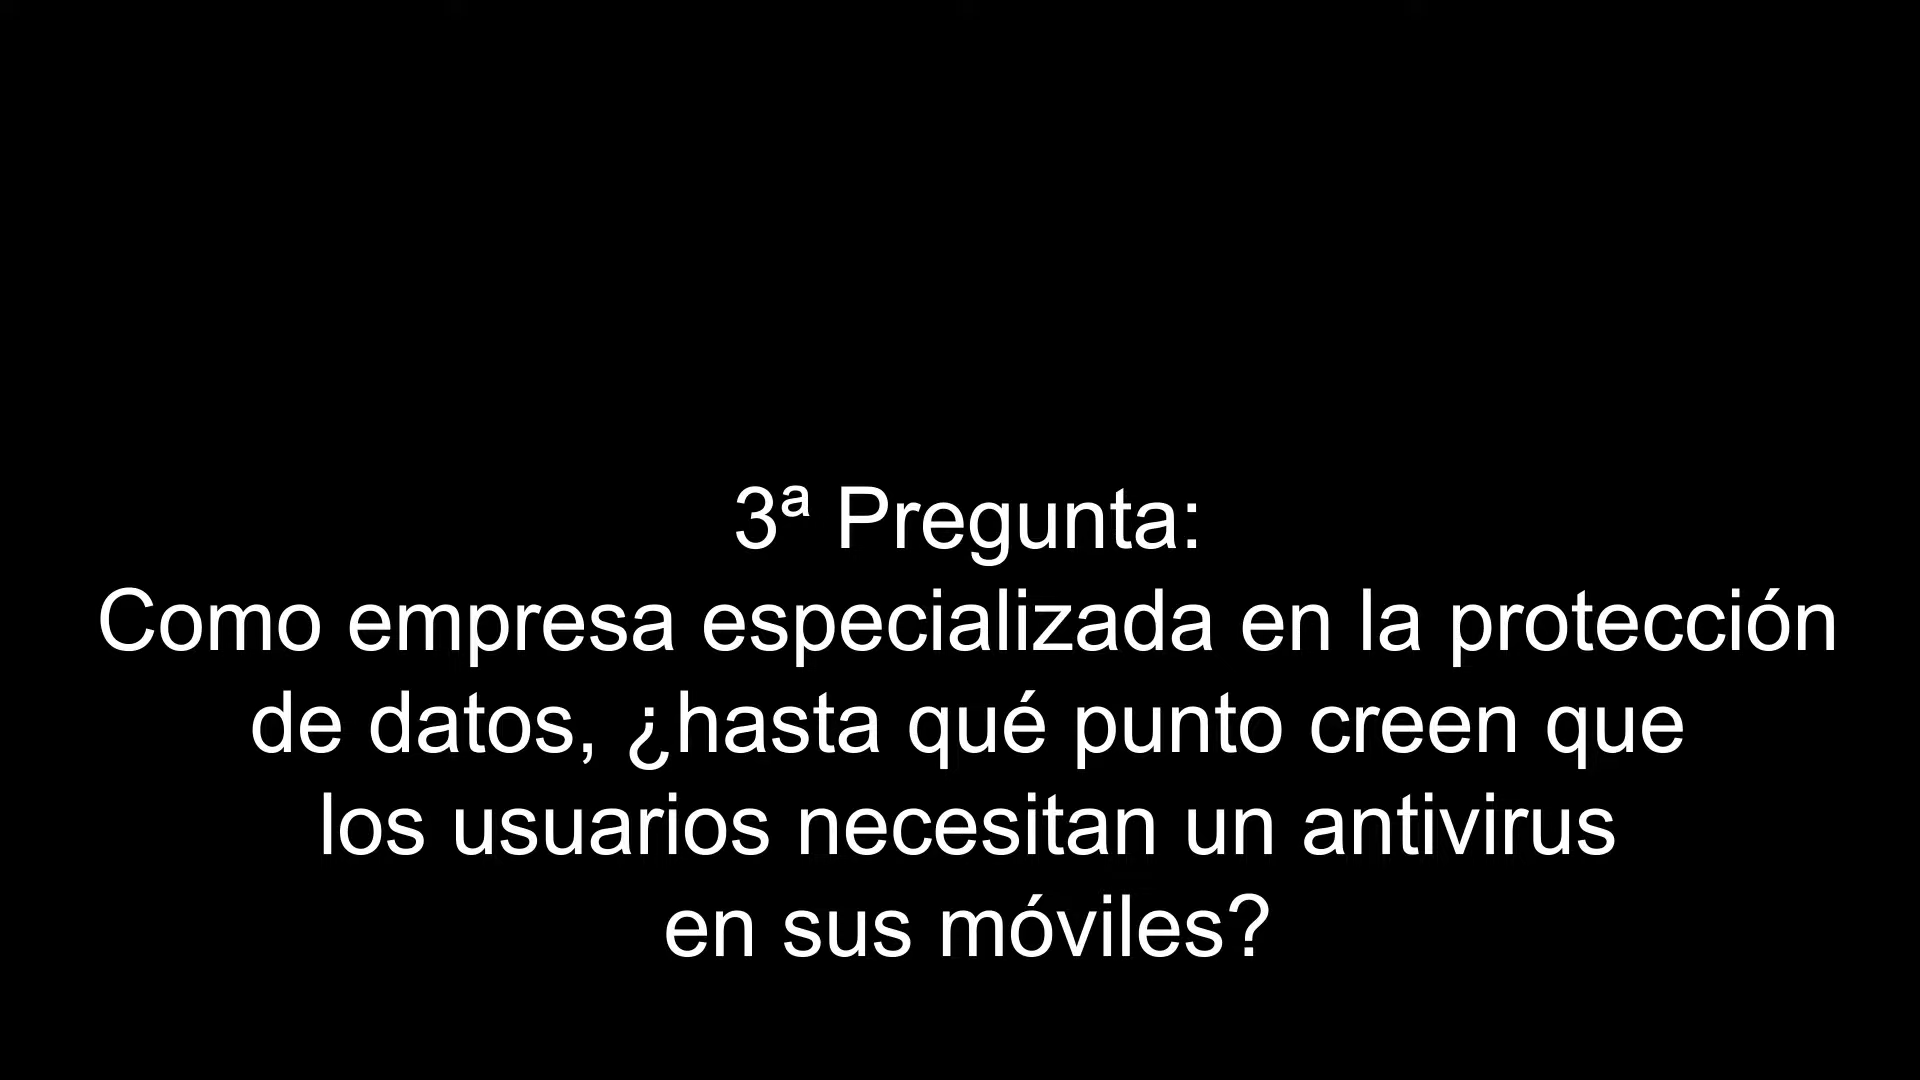 3ª Pregunta:
Como empresa especializada en la protección
de datos, ¿hasta qué punto creen que
los usuarios necesitan un antivirus
en sus móviles?